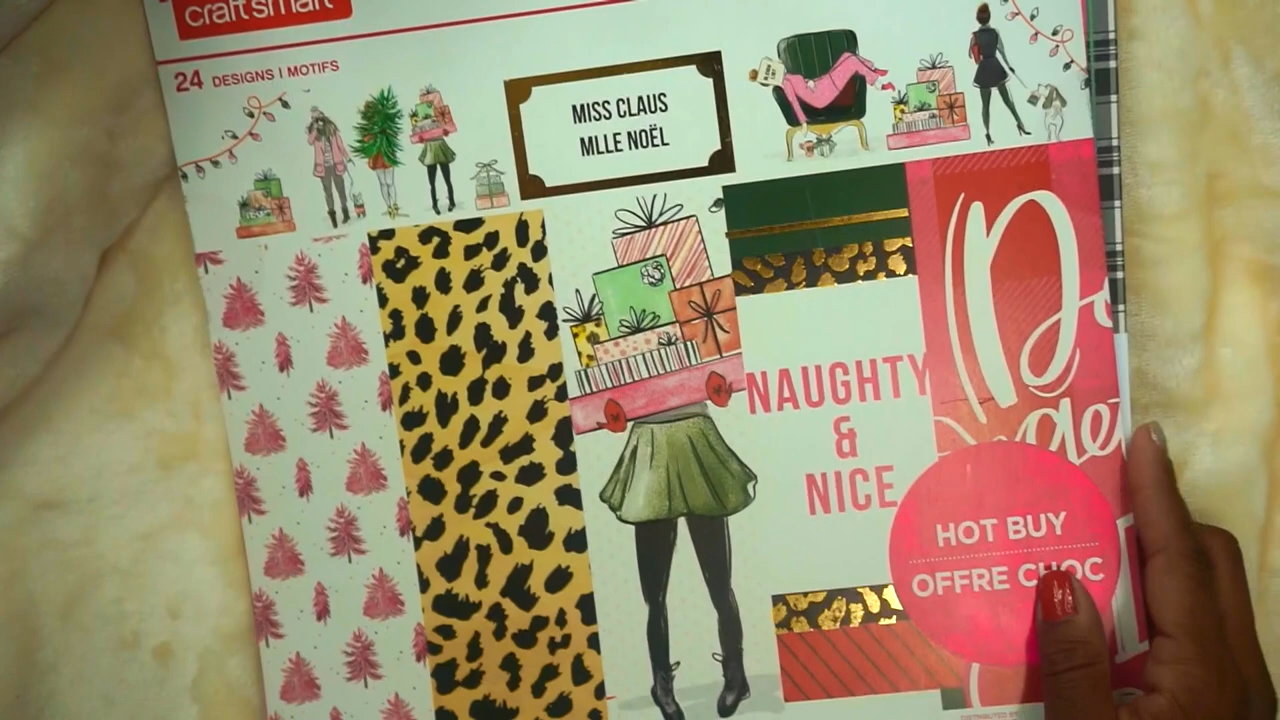 craftsmart
24 DESIGNS | MOTIFS
MISS CLAUS
MLLE NOËL
NAUGHTY
&
NICE
HOT BUY
OFFRE CHOC